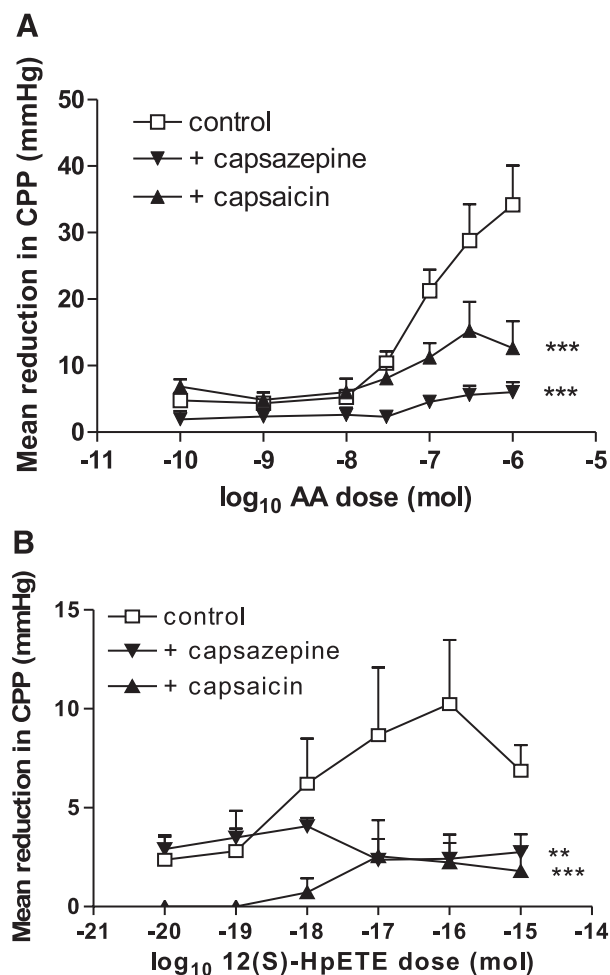 A
Mean reduction in CPP (mmHg)
50
40
30
20
10
0
control
+ capsazepine
+ capsaicin
***
***
-11 -10 -9 -8 -7 -6 -5
log10 AA dose (mol)
B
Mean reduction in CPP (mmHg)
15
10
5
0
control
+ capsazepine
+ capsaicin
**
***
-21 -20 -19 -18 -17 -16 -15 -14
log10 12(S)-HpETE dose (mol)